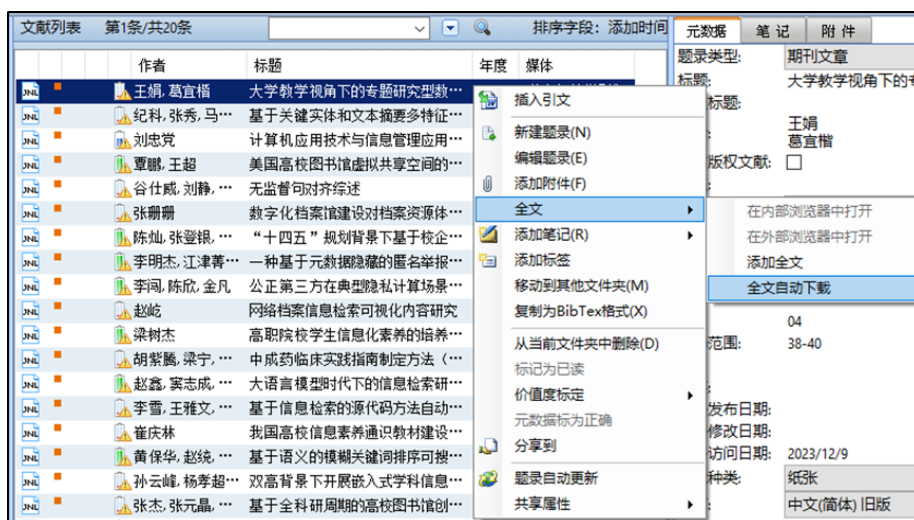 文献列表 第1条/共20条 排序字段：添加时间
作者 标题 年度 媒体
JNL 王娟, 葛宜楷 大学教学视角下的专题研究型数…
JNL 纪科, 张秀, 马… 基于关键实体和文本摘要多特征…
JNL 刘忠党 计算机应用技术与信息管理应用…
JNL 覃鹏, 王超 美国高校图书馆虚拟共享空间的…
JNL 谷仕威, 刘静, … 无监督句对齐综述
JNL 张珊珊 数字化档案馆建设对档案资源体…
JNL 陈灿, 张登银, … “十四五”规划背景下基于校企…
JNL 李明杰, 江津菁… 一种基于元数据隐藏的匿名举报…
JNL 李闯, 陈欣, 金凡 公正第三方在典型隐私计算场景…
JNL 赵屹 网络档案信息检索可视化内容研究
JNL 梁树杰 高职院校学生信息化素养的培养…
JNL 胡紫腾, 梁宁, … 中成药临床实践指南制定方法（…
JNL 赵鑫, 窦志成, … 大语言模型时代下的信息检索研…
JNL 李雪, 王雅文, … 基于信息检索的源代码方法自动…
JNL 崔庆林 我国高校信息素养通识教材建设…
JNL 黄保华, 赵统, … 基于语义的模糊关键词排序可搜…
JNL 孙云峰, 杨孝超… 双高背景下开展嵌入式学科信息…
JNL 张杰, 张元晶, … 基于全科研周期的高校图书馆创…
插入引文
新建题录(N)
编辑题录(E)
添加附件(F)
全文
添加笔记(R)
添加标签
移动到其他文件夹(M)
复制为BibTex格式(X)
从当前文件夹中删除(D)
标记为已读
价值度标定
元数据标为正确
分享到
题录自动更新
共享属性
在内部浏览器中打开
在外部浏览器中打开
添加全文
全文自动下载
元数据 笔 记 附 件
题录类型: 期刊文章
标题: 大学教学视角下的专
标题:
王娟
葛宜楷
版权文献:
04
范围: 38-40
发布日期:
修改日期:
访问日期: 2023/12/9
种类: 纸张
中文(简体) 旧版